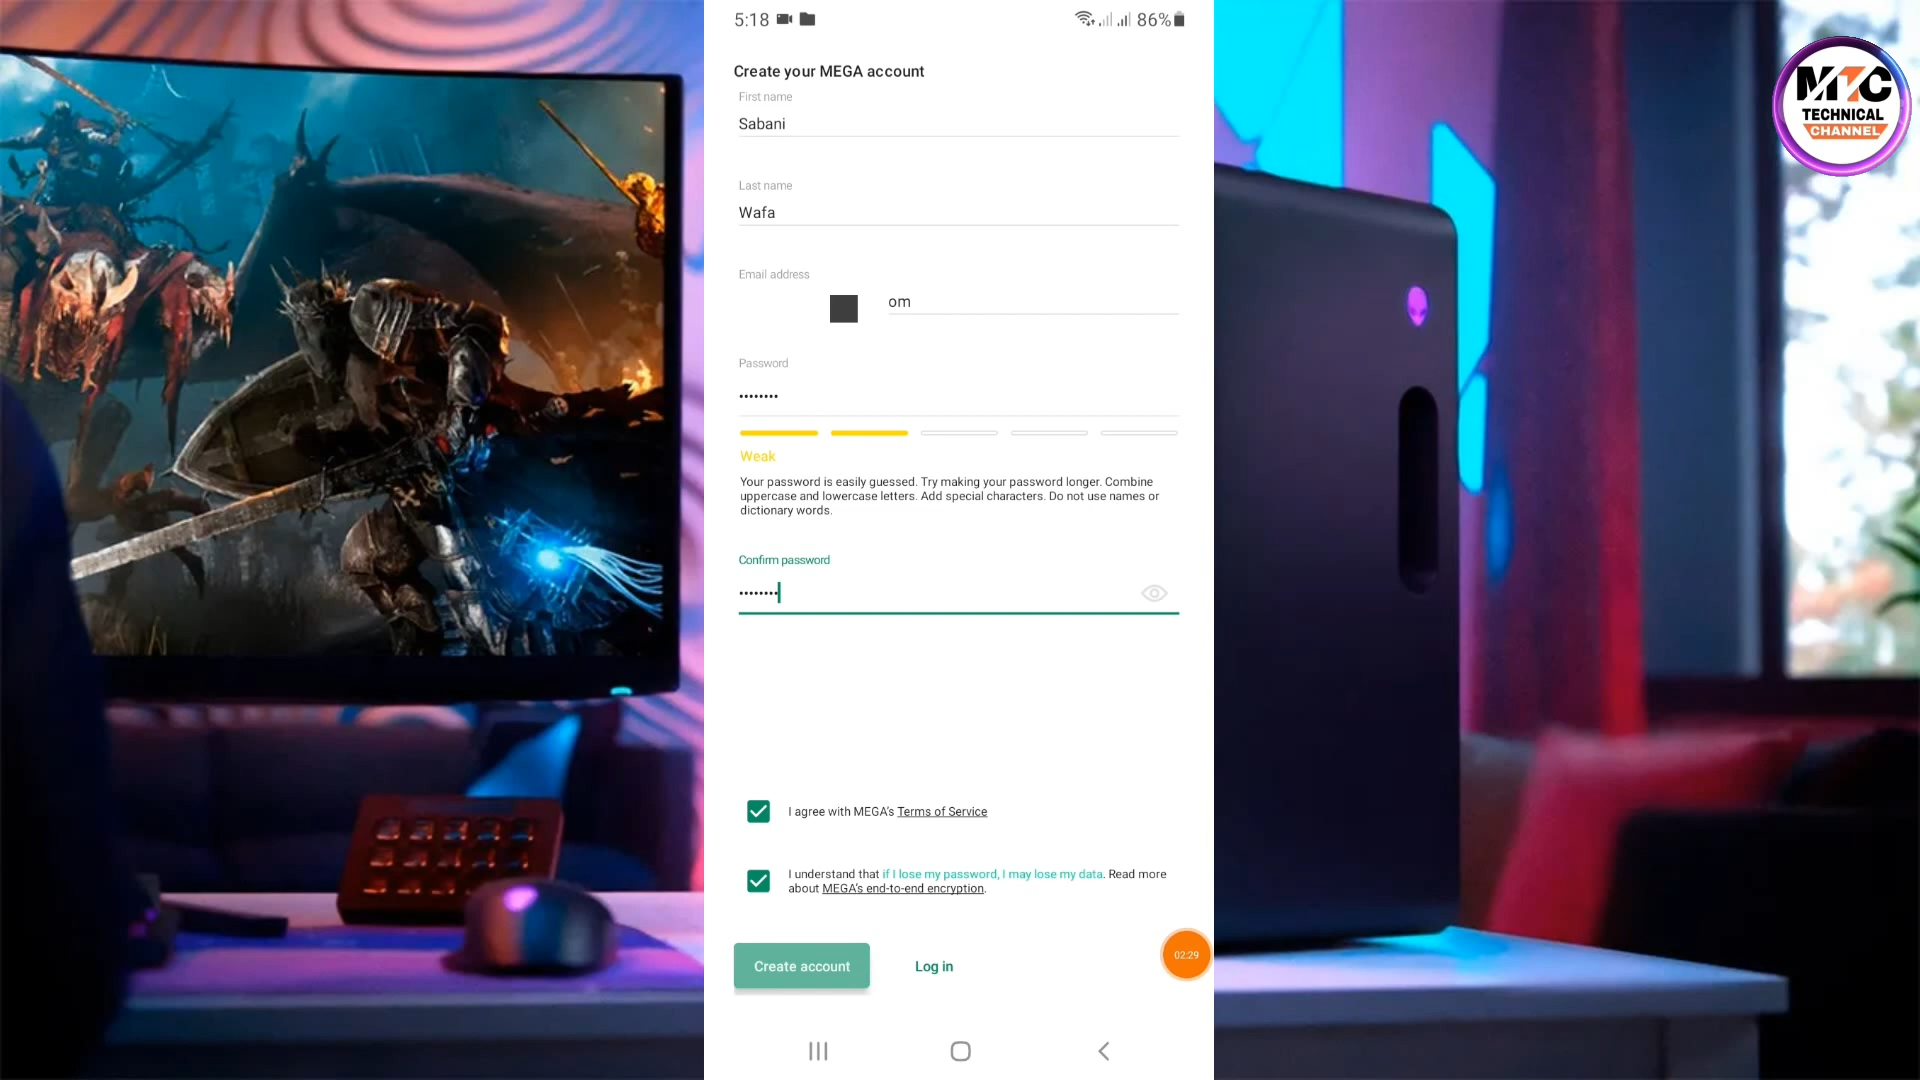 5:18
86%
Create your MEGA account
First name
Sabani
Last name
Wafa
Email address
om
Password
••••••••
Weak
Your password is easily guessed. Try making your password longer. Combine
uppercase and lowercase letters. Add special characters. Do not use names or
dictionary words.
Confirm password
••••••••
I agree with MEGA's Terms of Service
I understand that if I lose my password, I may lose my data. Read more
about MEGA's end-to-end encryption.
Create account
Log in
02:29
MTC
TECHNICAL
CHANNEL